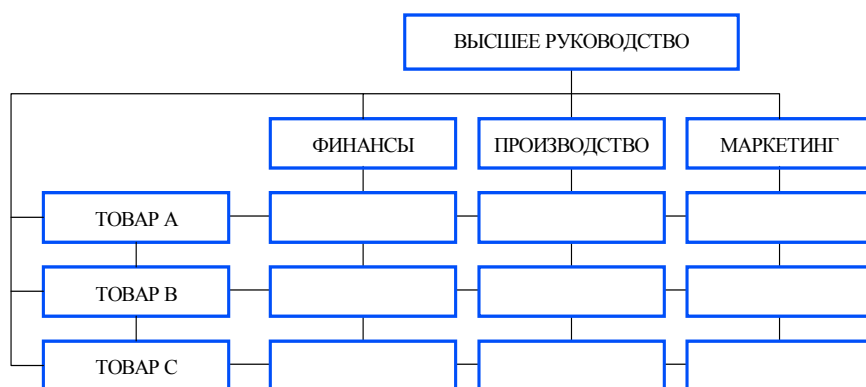 ВЫСШЕЕ РУКОВОДСТВО
ФИНАНСЫ
ПРОИЗВОДСТВО
МАРКЕТИНГ
ТОВАР А
ТОВАР В
ТОВАР С